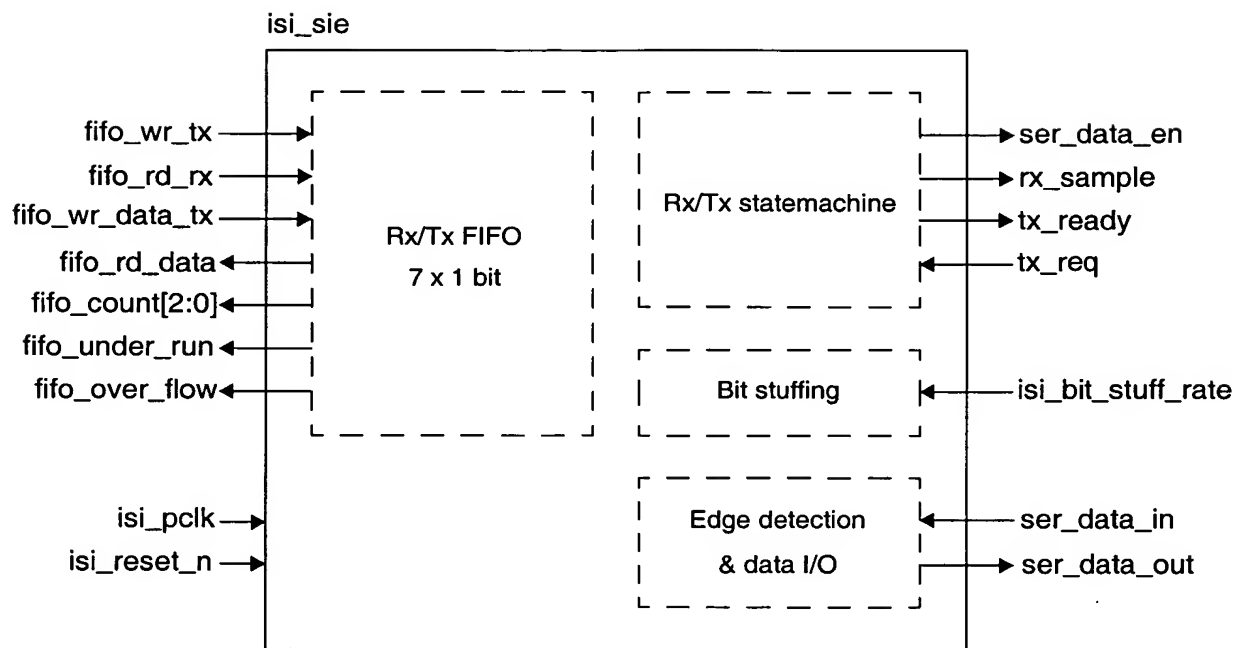 isi_sie
fifo_wr_tx
fifo_rd_rx
fifo_wr_data_tx
fifo_rd_data
fifo_count[2:0]
fifo_under_run
fifo_over_flow
isi_pclk
isi_reset_n
Rx/Tx FIFO
7 x 1 bit
Rx/Tx statemachine
Bit stuffing
Edge detection
& data I/O
ser_data_en
rx_sample
tx_ready
tx_req
isi_bit_stuff_rate
ser_data_in
ser_data_out